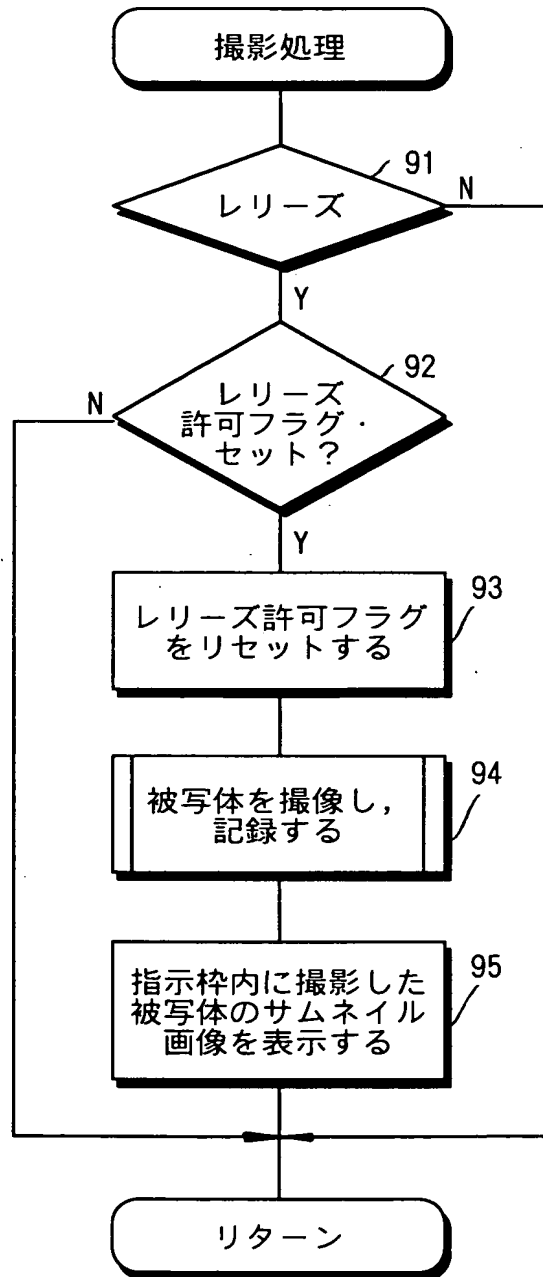 撮影処理
91
レリーズ
N
Y
92
レリーズ
許可フラグ・
セット？
N
Y
93
レリーズ許可フラグ
をリセットする
94
被写体を撮像し，
記録する
95
指示枠内に撮影した
被写体のサムネイル
画像を表示する
リターン